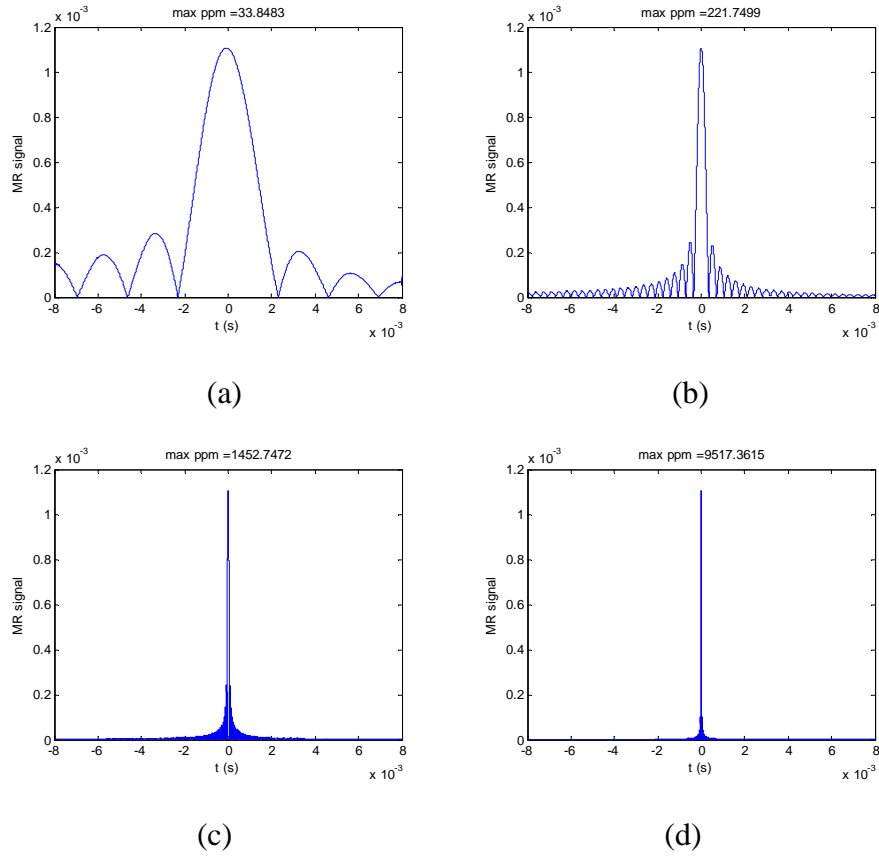 max ppm =33.8483
x 10⁻³
1.2
1
0.8
0.6
0.4
0.2
0
MR signal
-8 -6 -4 -2 0 2 4 6 8
t (s)
x 10⁻³
(a)
max ppm =221.7499
x 10⁻³
1.2
1
0.8
0.6
0.4
0.2
0
MR signal
-8 -6 -4 -2 0 2 4 6 8
t (s)
x 10⁻³
(b)
max ppm =1452.7472
x 10⁻³
1.2
1
0.8
0.6
0.4
0.2
0
MR signal
-8 -6 -4 -2 0 2 4 6 8
t (s)
x 10⁻³
(c)
max ppm =9517.3615
x 10⁻³
1.2
1
0.8
0.6
0.4
0.2
0
MR signal
-8 -6 -4 -2 0 2 4 6 8
t (s)
x 10⁻³
(d)